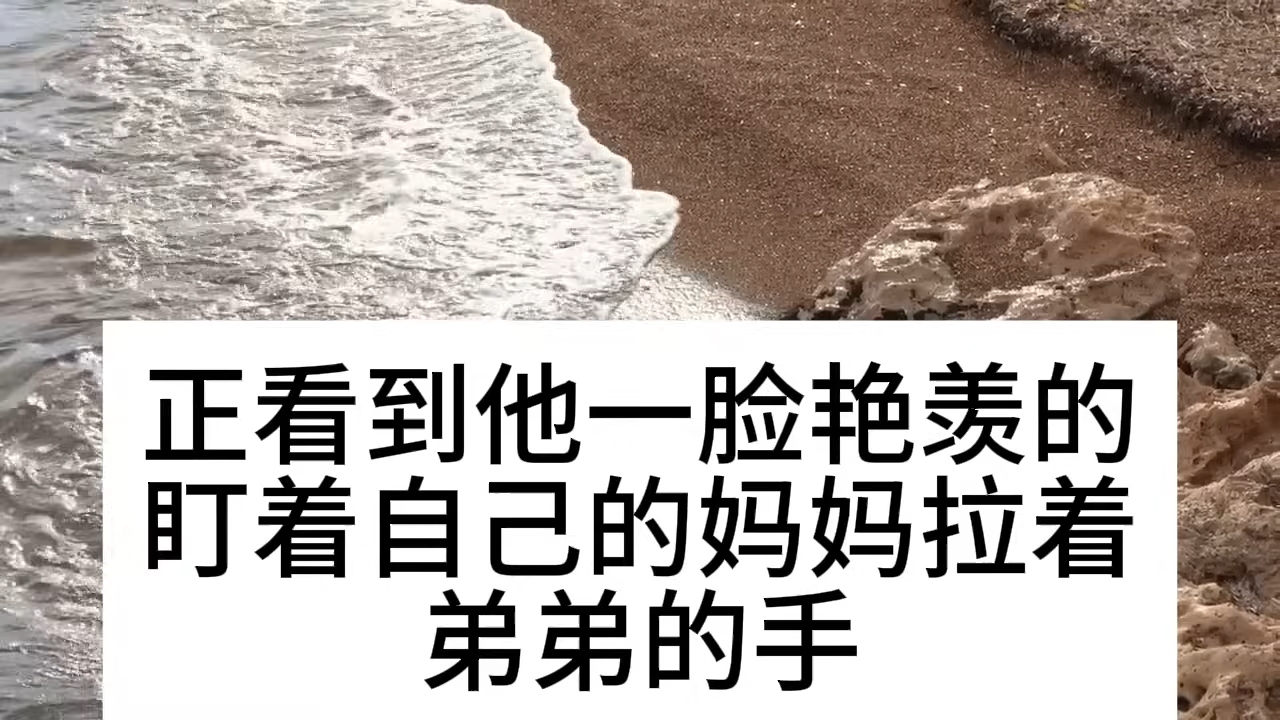 正看到他一脸艳羡的
盯着自己的妈妈拉着
弟弟的手